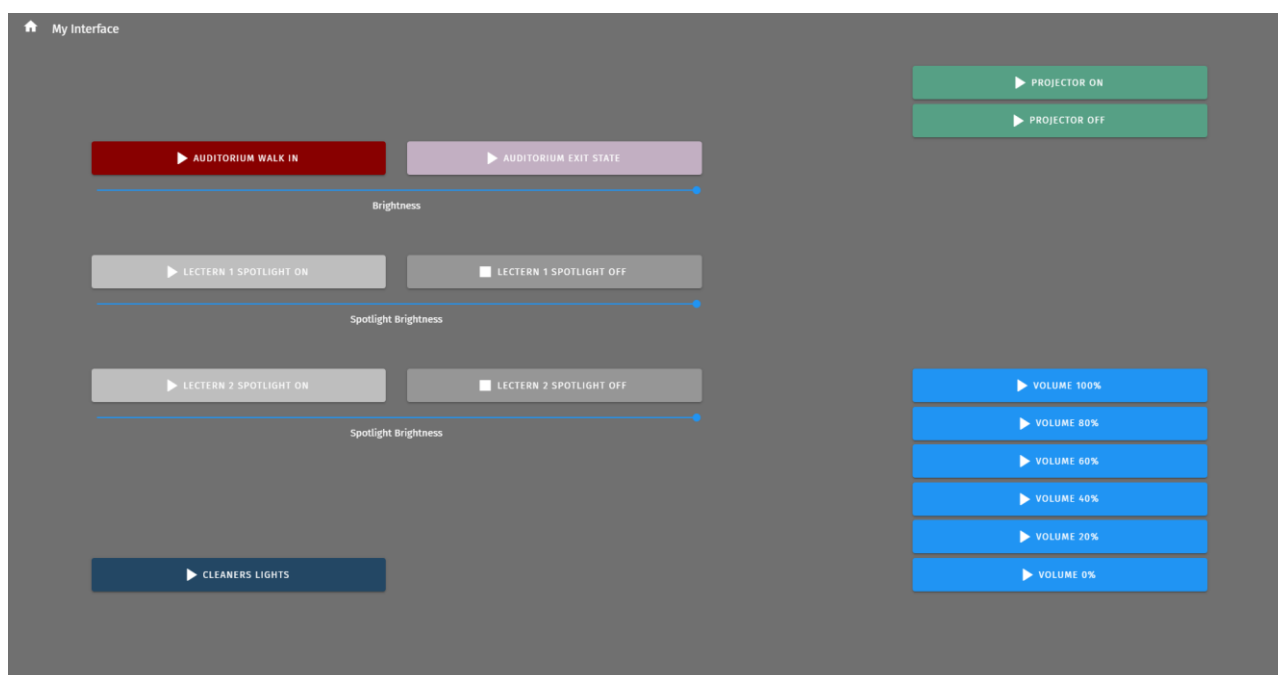 My Interface
PROJECTOR ON
PROJECTOR OFF
AUDITORIUM WALK IN
AUDITORIUM EXIT STATE
Brightness
LECTERN 1 SPOTLIGHT ON
LECTERN 1 SPOTLIGHT OFF
Spotlight Brightness
LECTERN 2 SPOTLIGHT ON
LECTERN 2 SPOTLIGHT OFF
Spotlight Brightness
VOLUME 100%
VOLUME 80%
VOLUME 60%
VOLUME 40%
VOLUME 20%
VOLUME 0%
CLEANERS LIGHTS